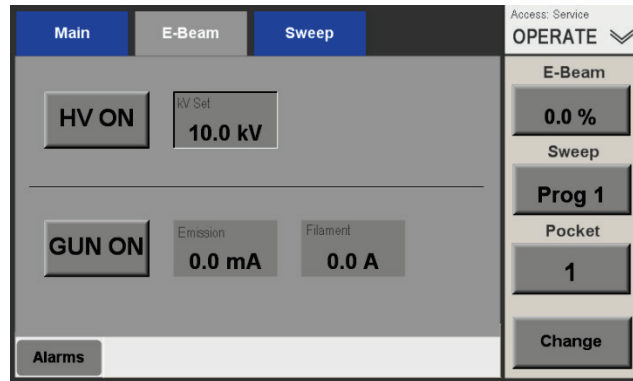 Main
E-Beam
Sweep
HV ON
kV Set
10.0 kV
GUN ON
Emission
0.0 mA
Filament
0.0 A
Alarms
Access: Service
OPERATE
E-Beam
0.0 %
Sweep
Prog 1
Pocket
1
Change